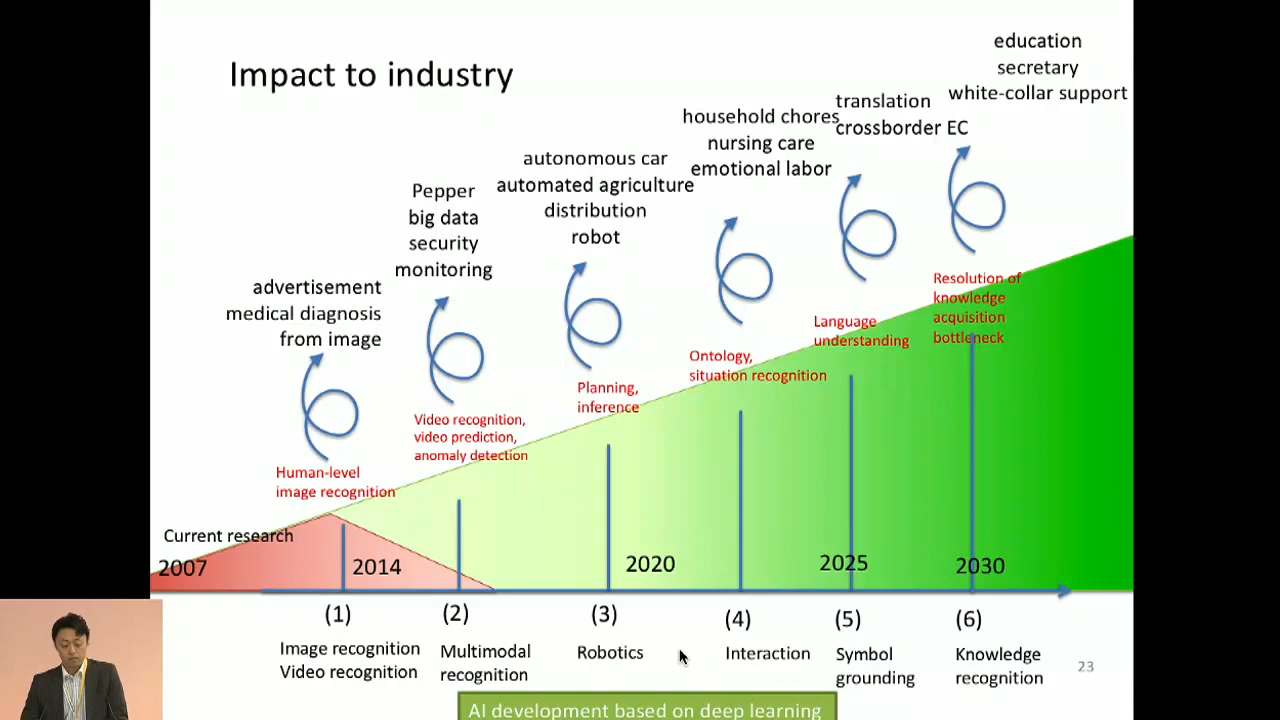 Impact to industry
education
secretary
white-collar support
translation
crossborder EC
household chores
nursing care
emotional labor
autonomous car
automated agriculture
distribution
robot
Pepper
big data
security
monitoring
advertisement
medical diagnosis
from image
Human-level
image recognition
Video recognition,
video prediction,
anomaly detection
Planning,
inference
Ontology,
situation recognition
Language
understanding
Resolution of
knowledge
acquisition
bottleneck
Current research
2007
2014
2020
2025
2030
(1)
(2)
(3)
(4)
(5)
(6)
Image recognition
Video recognition
Multimodal
recognition
Robotics
Interaction
Symbol
grounding
Knowledge
recognition
23
AI development based on deep learning